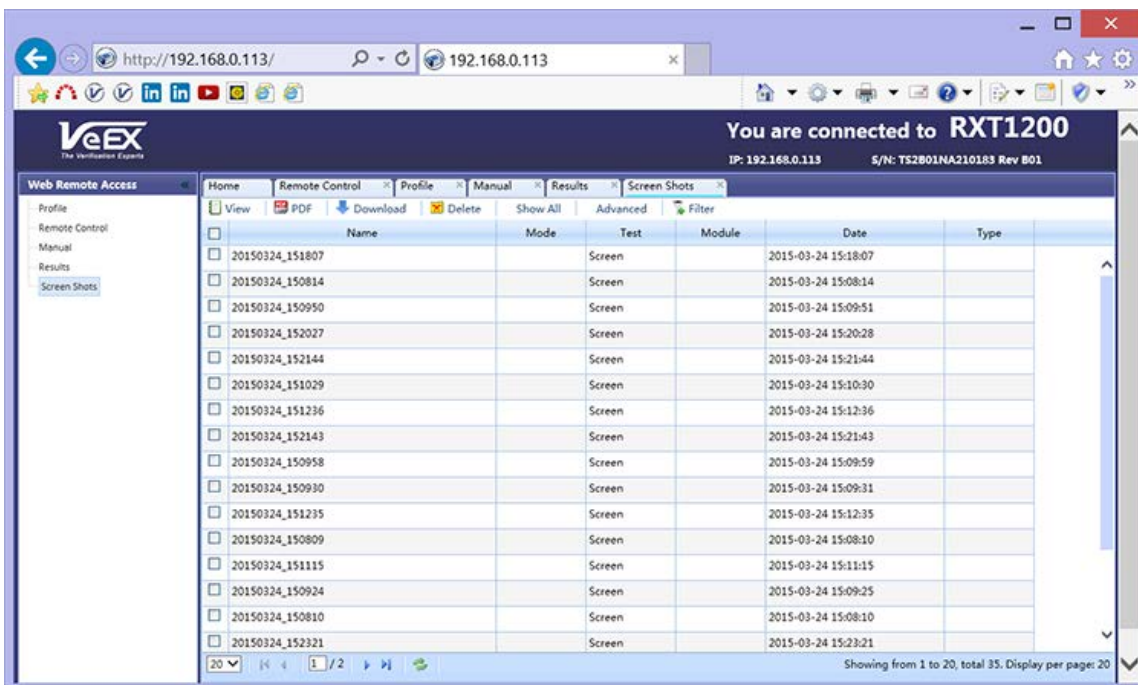 http://192.168.0.113/
192.168.0.113
VeEX
The Verification Experts
You are connected to RXT1200
IP: 192.168.0.113 S/N: TS2B01NA210183 Rev B01
Web Remote Access
Profile
Remote Control
Manual
Results
Screen Shots
Home Remote Control Profile Manual Results Screen Shots
View PDF Download Delete Show All Advanced Filter
Name Mode Test Module Date Type
20150324_151807 Screen 2015-03-24 15:18:07
20150324_150814 Screen 2015-03-24 15:08:14
20150324_150950 Screen 2015-03-24 15:09:51
20150324_152027 Screen 2015-03-24 15:20:28
20150324_152144 Screen 2015-03-24 15:21:44
20150324_151029 Screen 2015-03-24 15:10:30
20150324_151236 Screen 2015-03-24 15:12:36
20150324_152143 Screen 2015-03-24 15:21:43
20150324_150958 Screen 2015-03-24 15:09:59
20150324_150930 Screen 2015-03-24 15:09:31
20150324_151235 Screen 2015-03-24 15:12:35
20150324_150809 Screen 2015-03-24 15:08:10
20150324_151115 Screen 2015-03-24 15:11:15
20150324_150924 Screen 2015-03-24 15:09:25
20150324_150810 Screen 2015-03-24 15:08:10
20150324_152321 Screen 2015-03-24 15:23:21
20 1 / 2 Showing from 1 to 20, total 35. Display per page: 20